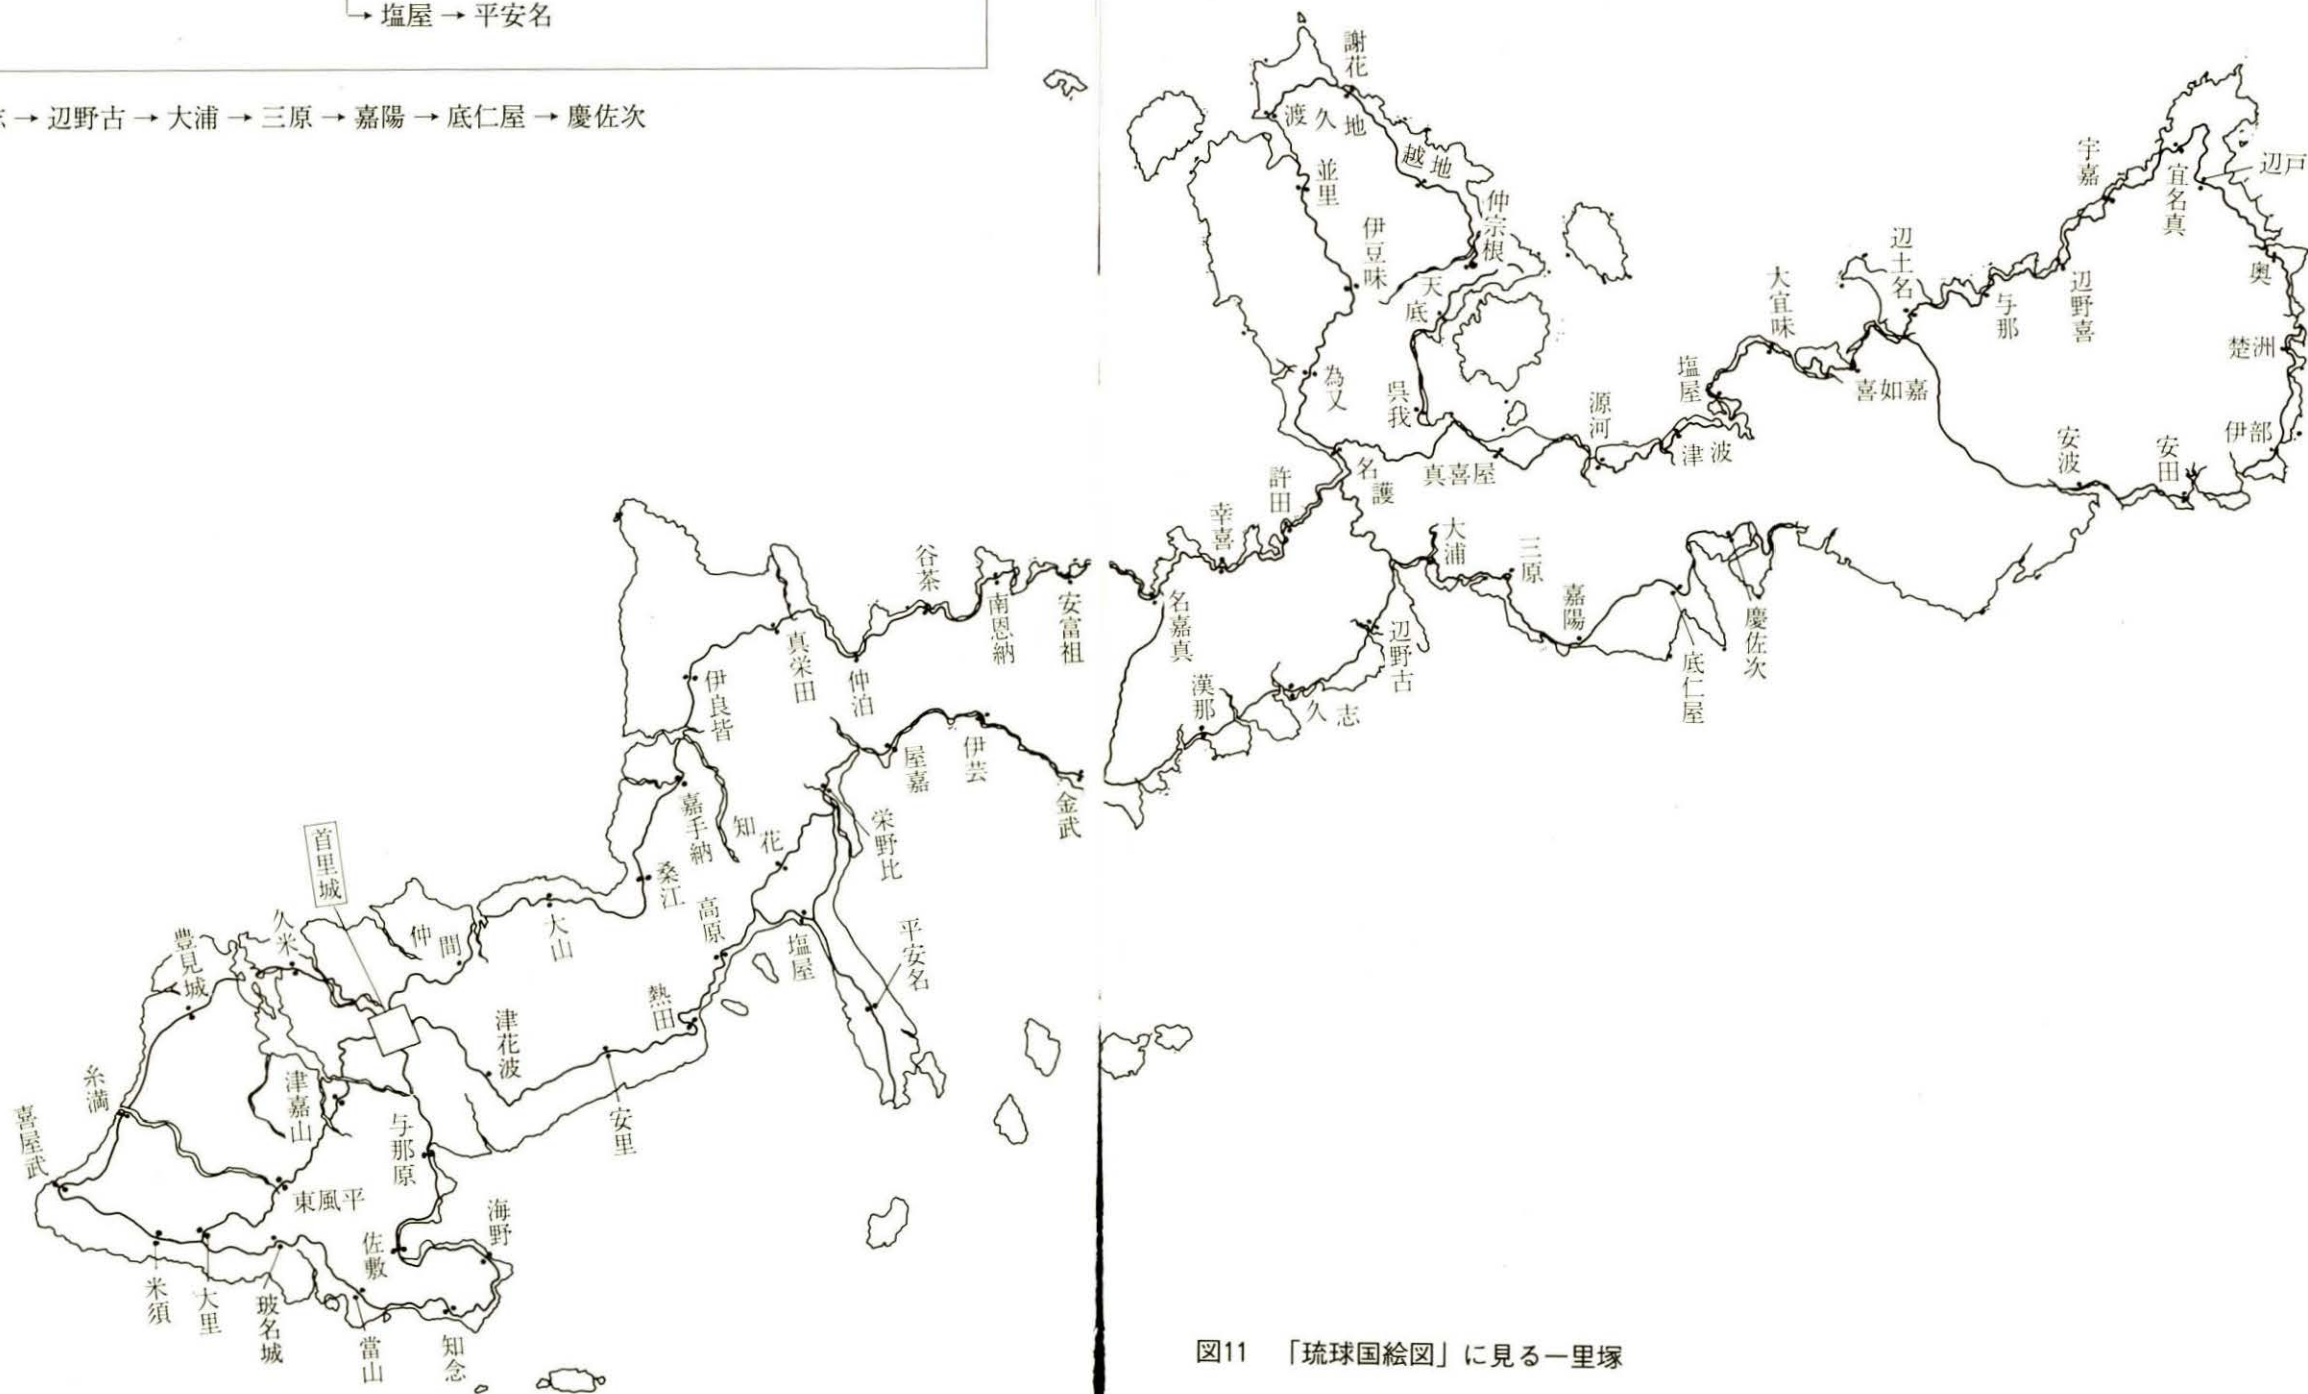 → 塩屋 → 平安名
→ 辺野古 → 大浦 → 三原 → 嘉陽 → 底仁屋 → 慶佐次
謝花
渡久地
越地
並里
仲宗根
伊豆味
天底
為又
呉我
名護
許田
幸喜
真喜屋
源河
津波
塩屋
大宜味
喜如嘉
辺土名
与那
辺野喜
宇嘉
宜名真
辺戸
奥
楚洲
伊部
安田
安波
大浦
三原
嘉陽
底仁屋
慶佐次
辺野古
久志
漢那
名嘉真
安富祖
南恩納
谷茶
仲泊
真栄田
伊良皆
嘉手納
知花
桑江
大山
仲間
首里城
久米
豊見城
糸満
喜屋武
米須
大里
玻名城
當山
知念
海野
佐敷
与那原
東風平
津嘉山
津花波
安里
熱田
高原
塩屋
平安名
栄野比
屋嘉
伊芸
金武
図11 「琉球国絵図」に見る一里塚